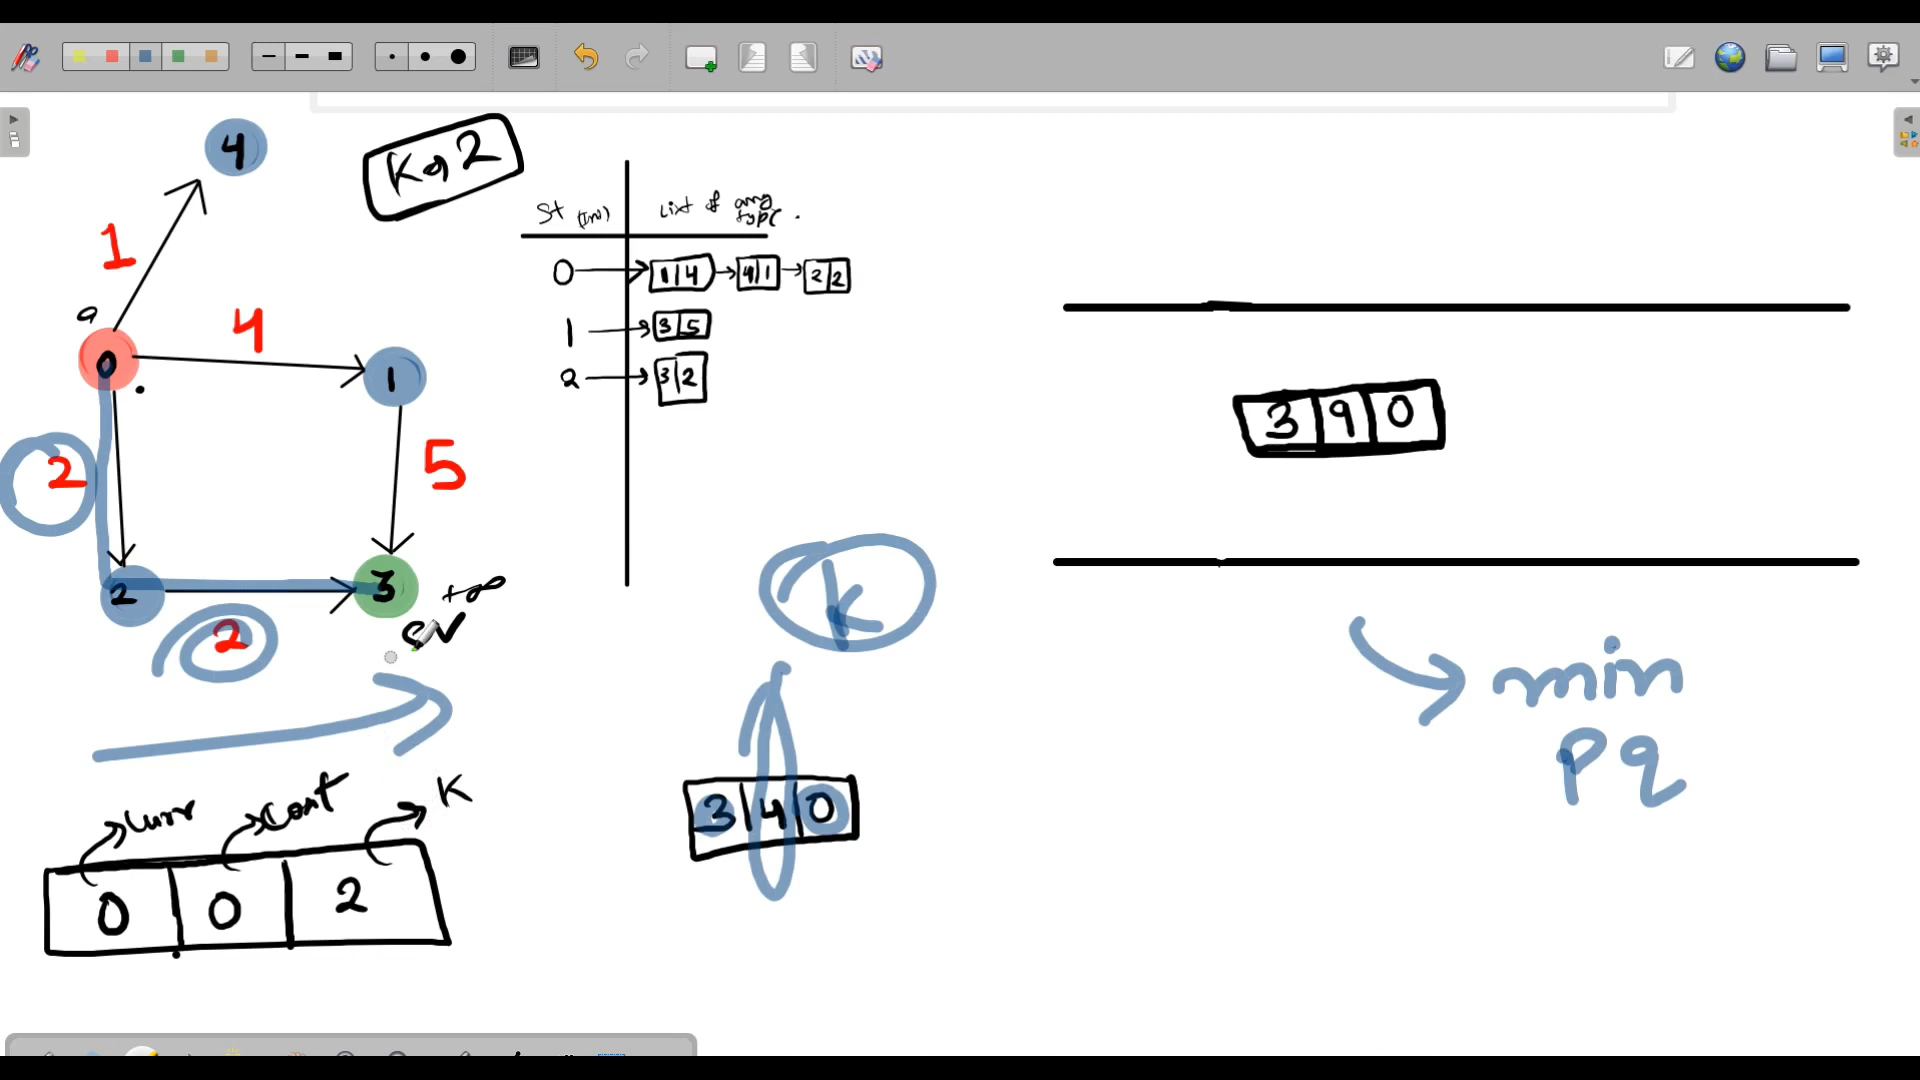 4
K 2
1
St (Int) List of any type.
0 1 4 4 1 2 2
4
0
1
1 3 5
3 9 0
2 3 2
5
2
K
2
3
+∞
2
min
pq
Curr Cost K
3 4 0
0 0 2